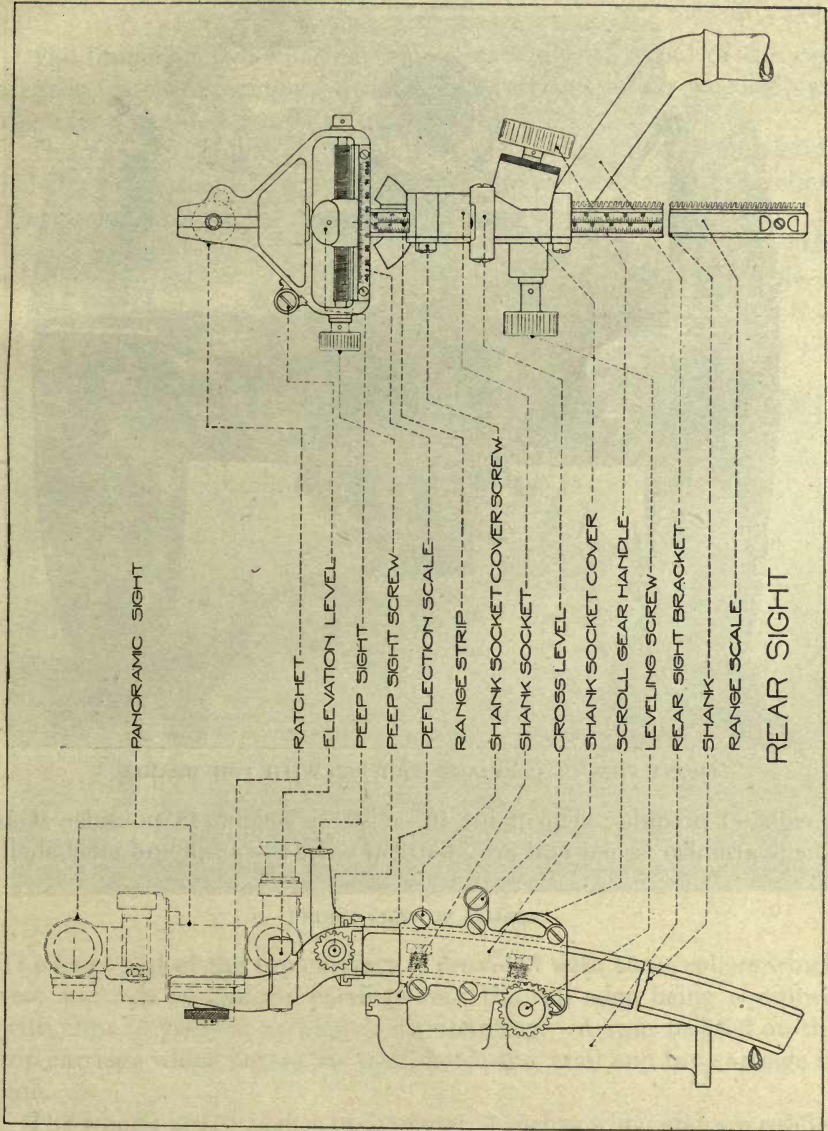 PANORAMIC SIGHT
RATCHET
ELEVATION LEVEL
PEEP SIGHT
PEEP SIGHT SCREW
DEFLECTION SCALE
RANGE STRIP
SHANK SOCKET COVER SCREW
SHANK SOCKET
CROSS LEVEL
SHANK SOCKET COVER
SCROLL GEAR HANDLE
LEVELING SCREW
REAR SIGHT BRACKET
SHANK
RANGE SCALE
REAR SIGHT